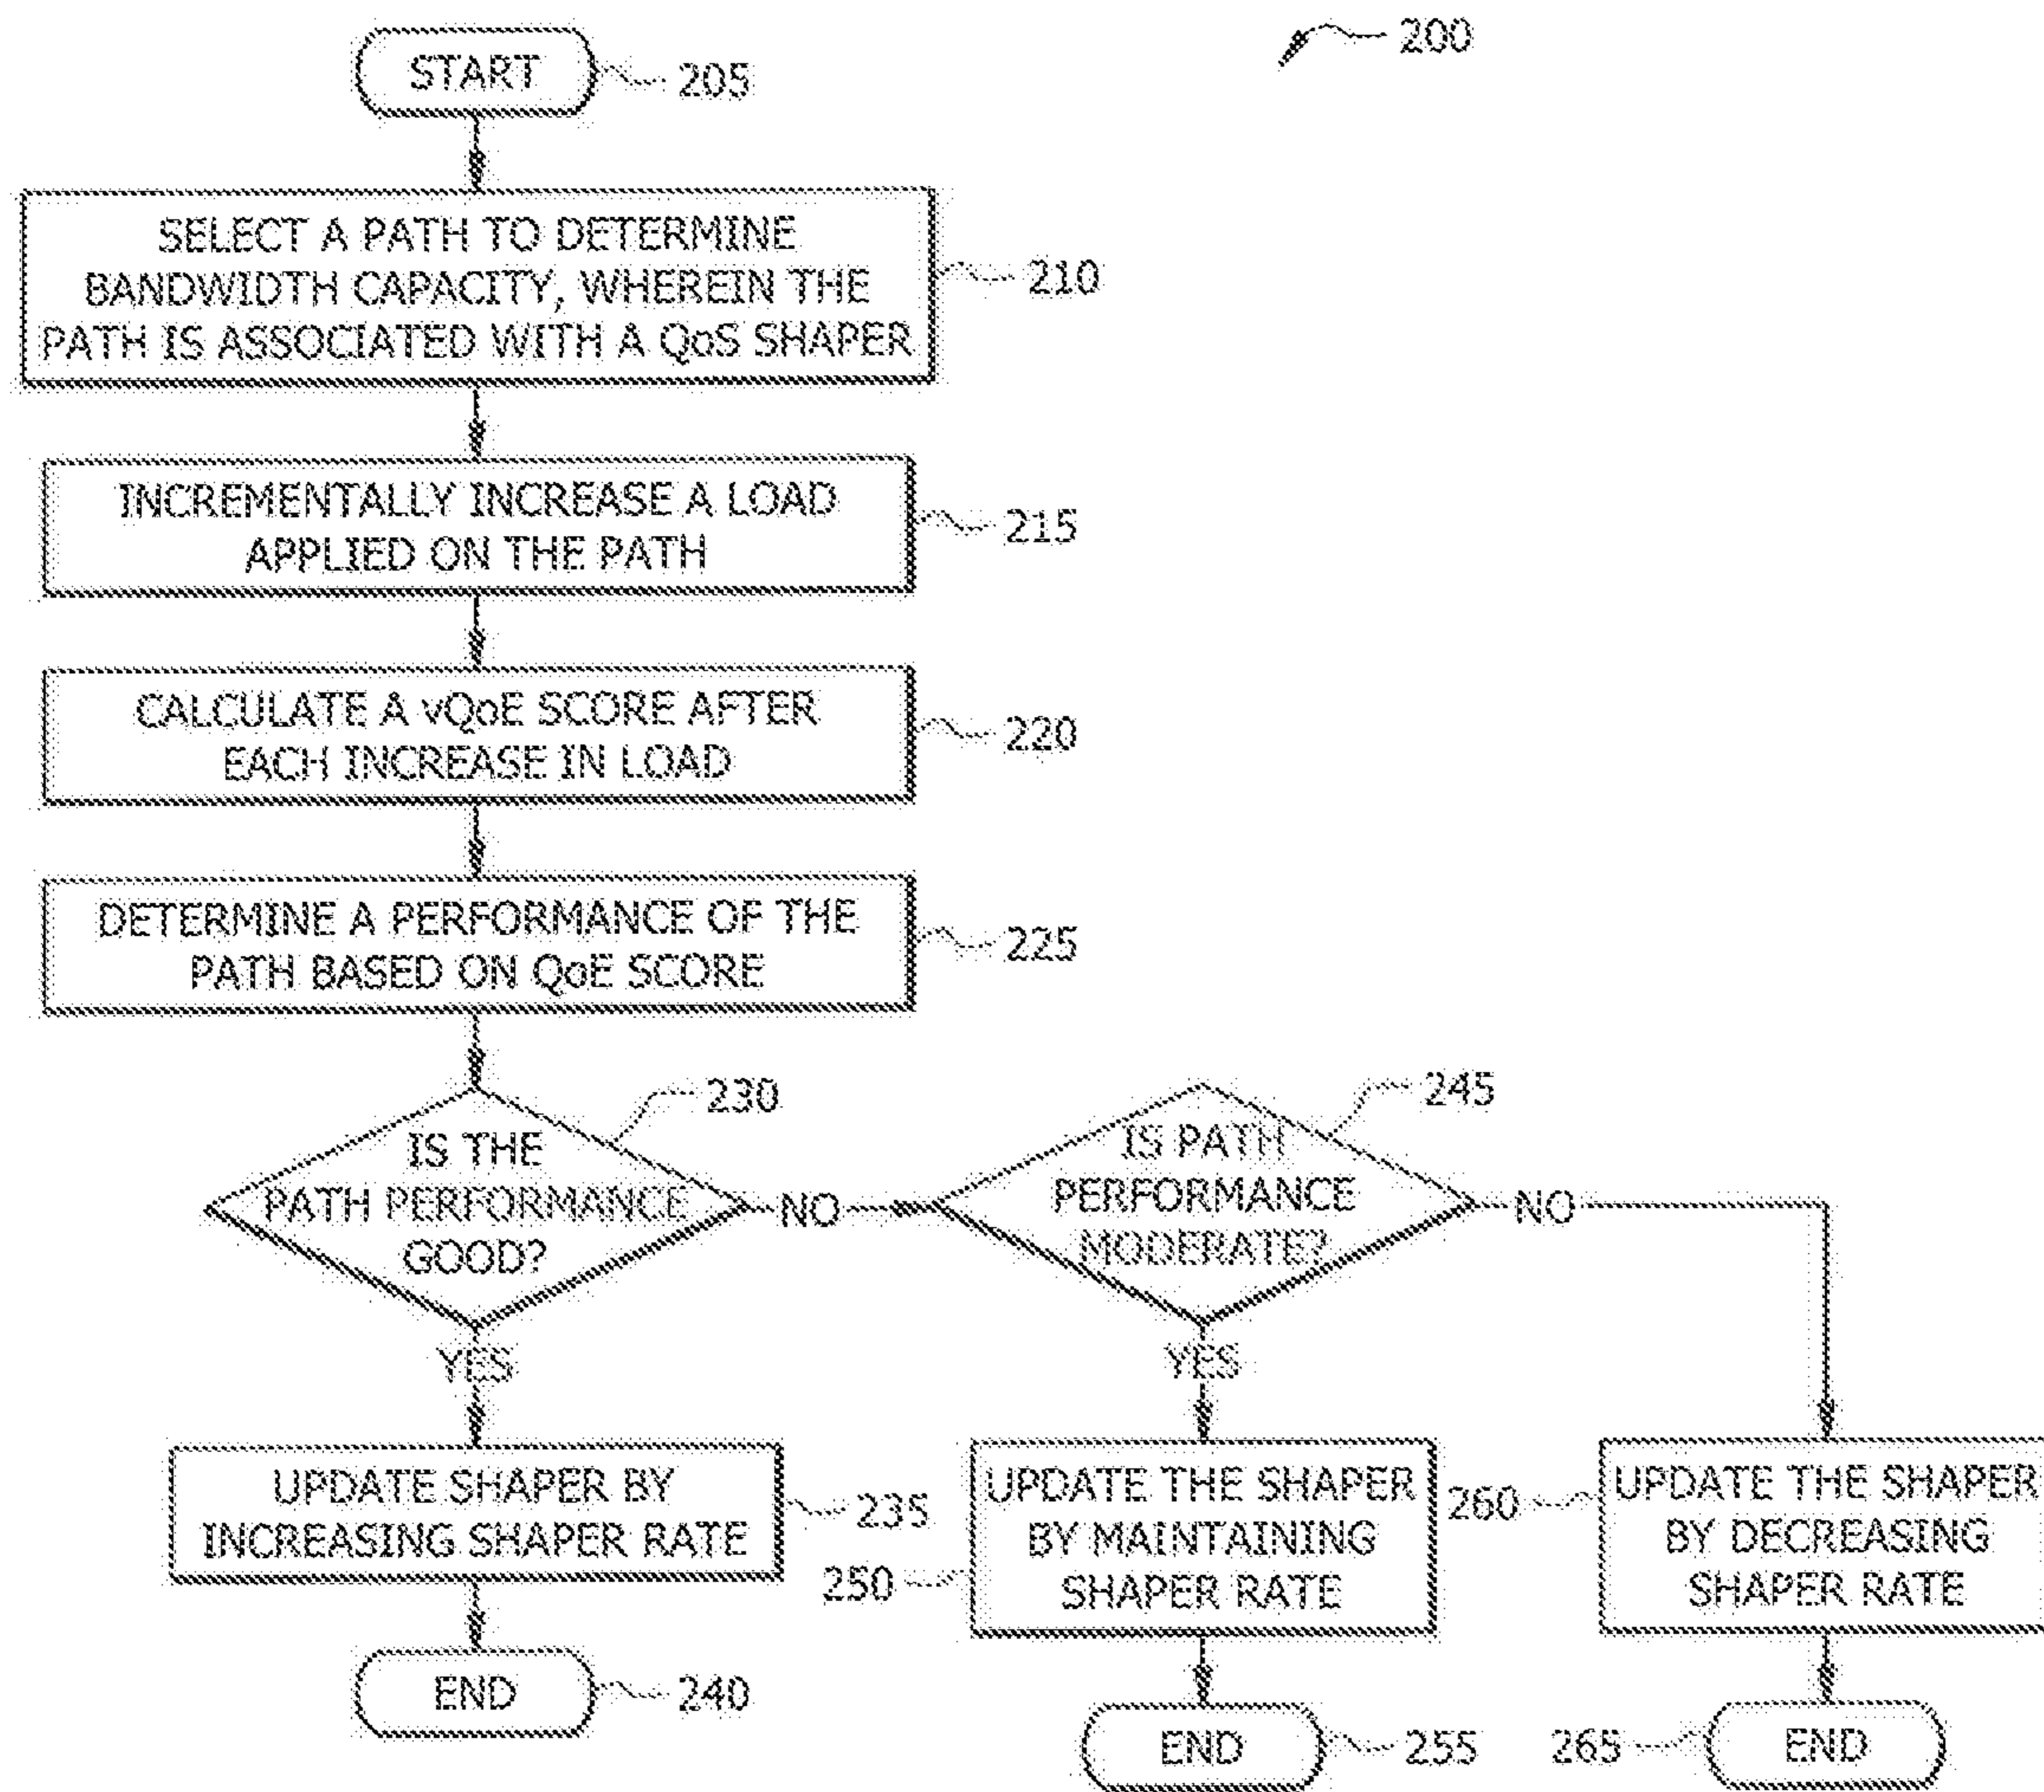 200
START
205
SELECT A PATH TO DETERMINE
BANDWIDTH CAPACITY, WHEREIN THE
PATH IS ASSOCIATED WITH A QoS SHAPER
210
INCREMENTALLY INCREASE A LOAD
APPLIED ON THE PATH
215
CALCULATE A vQoE SCORE AFTER
EACH INCREASE IN LOAD
220
DETERMINE A PERFORMANCE OF THE
PATH BASED ON QoE SCORE
225
IS THE
PATH PERFORMANCE
GOOD?
230
NO
IS PATH
PERFORMANCE
MODERATE?
245
NO
YES
YES
UPDATE SHAPER BY
INCREASING SHAPER RATE
235
UPDATE THE SHAPER
BY MAINTAINING
SHAPER RATE
250
UPDATE THE SHAPER
BY DECREASING
SHAPER RATE
260
END
240
END
255
END
265